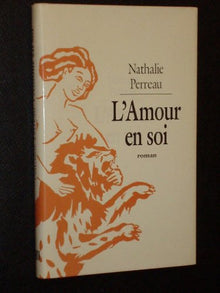 Nathalie
Perreau
L'Amour
en soi
roman